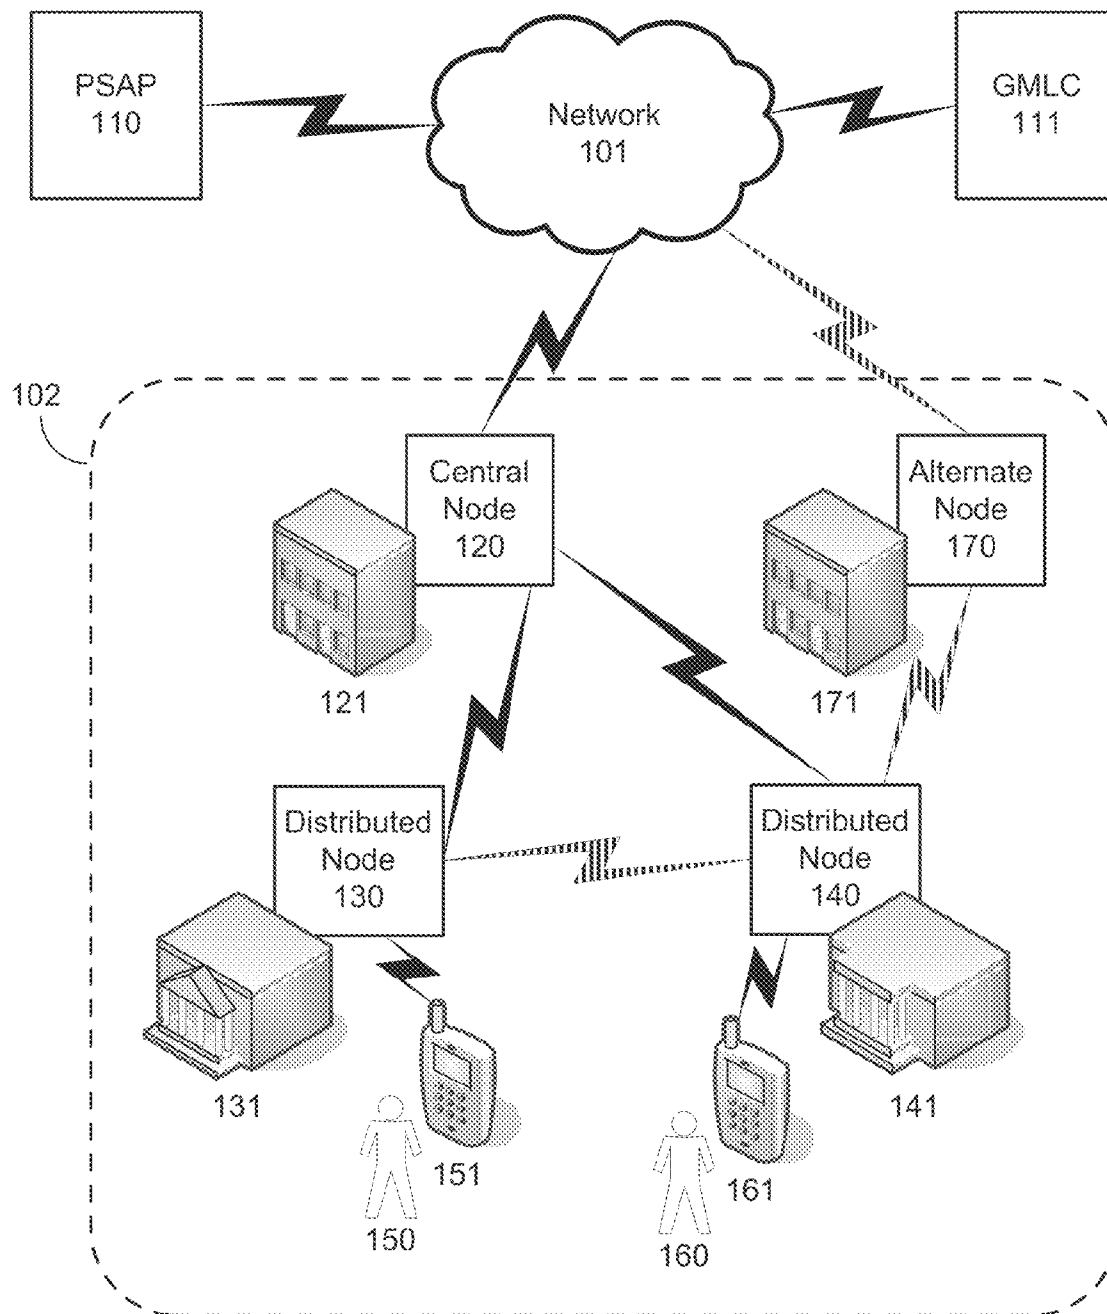 PSAP
110
Network
101
GMLC
111
102
Central
Node
120
Alternate
Node
170
121
171
Distributed
Node
130
Distributed
Node
140
131
151
161
141
150
160